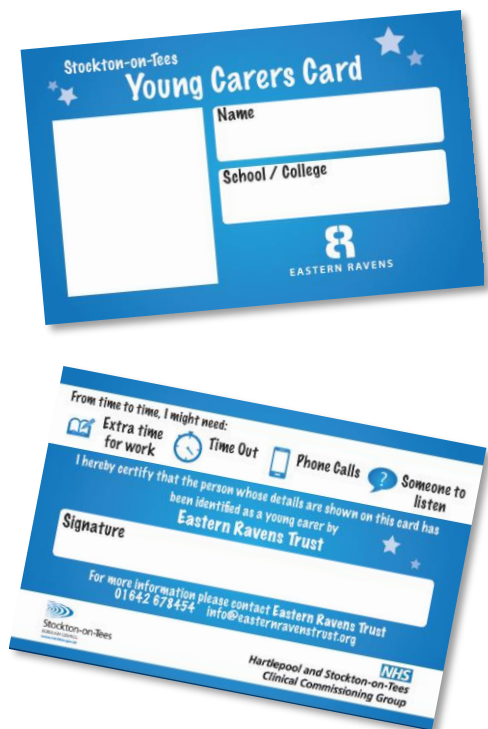 Stockton-on-Tees
Young Carers Card
Name
School / College
EASTERN RAVENS
From time to time, I might need:
Extra time
for work
Time Out
Phone Calls
?
Someone to
listen
I hereby certify that the person whose details are shown on this card has
been identified as a young carer by
Eastern Ravens Trust
Signature
For more information please contact Eastern Ravens Trust
01642 678454 info@easternravenstrust.org
Stockton-on-Tees
BOROUGH COUNCIL
NHS
Hartlepool and Stockton-on-Tees
Clinical Commissioning Group